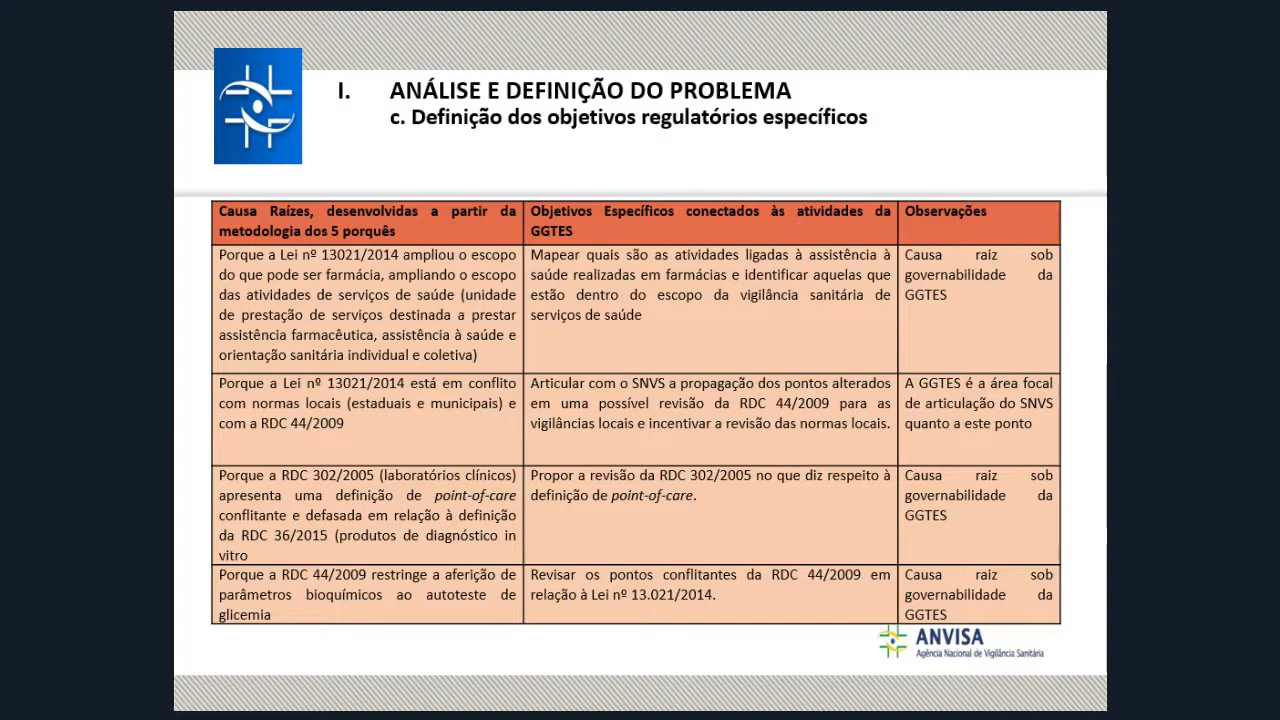 I. ANÁLISE E DEFINIÇÃO DO PROBLEMA
c. Definição dos objetivos regulatórios específicos
Causa Raízes, desenvolvidas a partir da
metodologia dos 5 porquês
Objetivos Específicos conectados às atividades da
GGTES
Observações
Porque a Lei nº 13021/2014 ampliou o escopo
do que pode ser farmácia, ampliando o escopo
das atividades de serviços de saúde (unidade
de prestação de serviços destinada a prestar
assistência farmacêutica, assistência à saúde e
orientação sanitária individual e coletiva)
Mapear quais são as atividades ligadas à assistência à
saúde realizadas em farmácias e identificar aquelas que
estão dentro do escopo da vigilância sanitária de
serviços de saúde
Causa raiz sob
governabilidade da
GGTES
Porque a Lei nº 13021/2014 está em conflito
com normas locais (estaduais e municipais) e
com a RDC 44/2009
Articular com o SNVS a propagação dos pontos alterados
em uma possível revisão da RDC 44/2009 para as
vigilâncias locais e incentivar a revisão das normas locais.
A GGTES é a área focal
de articulação do SNVS
quanto a este ponto
Porque a RDC 302/2005 (laboratórios clínicos)
apresenta uma definição de point-of-care
conflitante e defasada em relação à definição
da RDC 36/2015 (produtos de diagnóstico in
vitro
Propor a revisão da RDC 302/2005 no que diz respeito à
definição de point-of-care.
Causa raiz sob
governabilidade da
GGTES
Porque a RDC 44/2009 restringe a aferição de
parâmetros bioquímicos ao autoteste de
glicemia
Revisar os pontos conflitantes da RDC 44/2009 em
relação à Lei nº 13.021/2014.
Causa raiz sob
governabilidade da
GGTES
ANVISA
Agência Nacional de Vigilância Sanitária